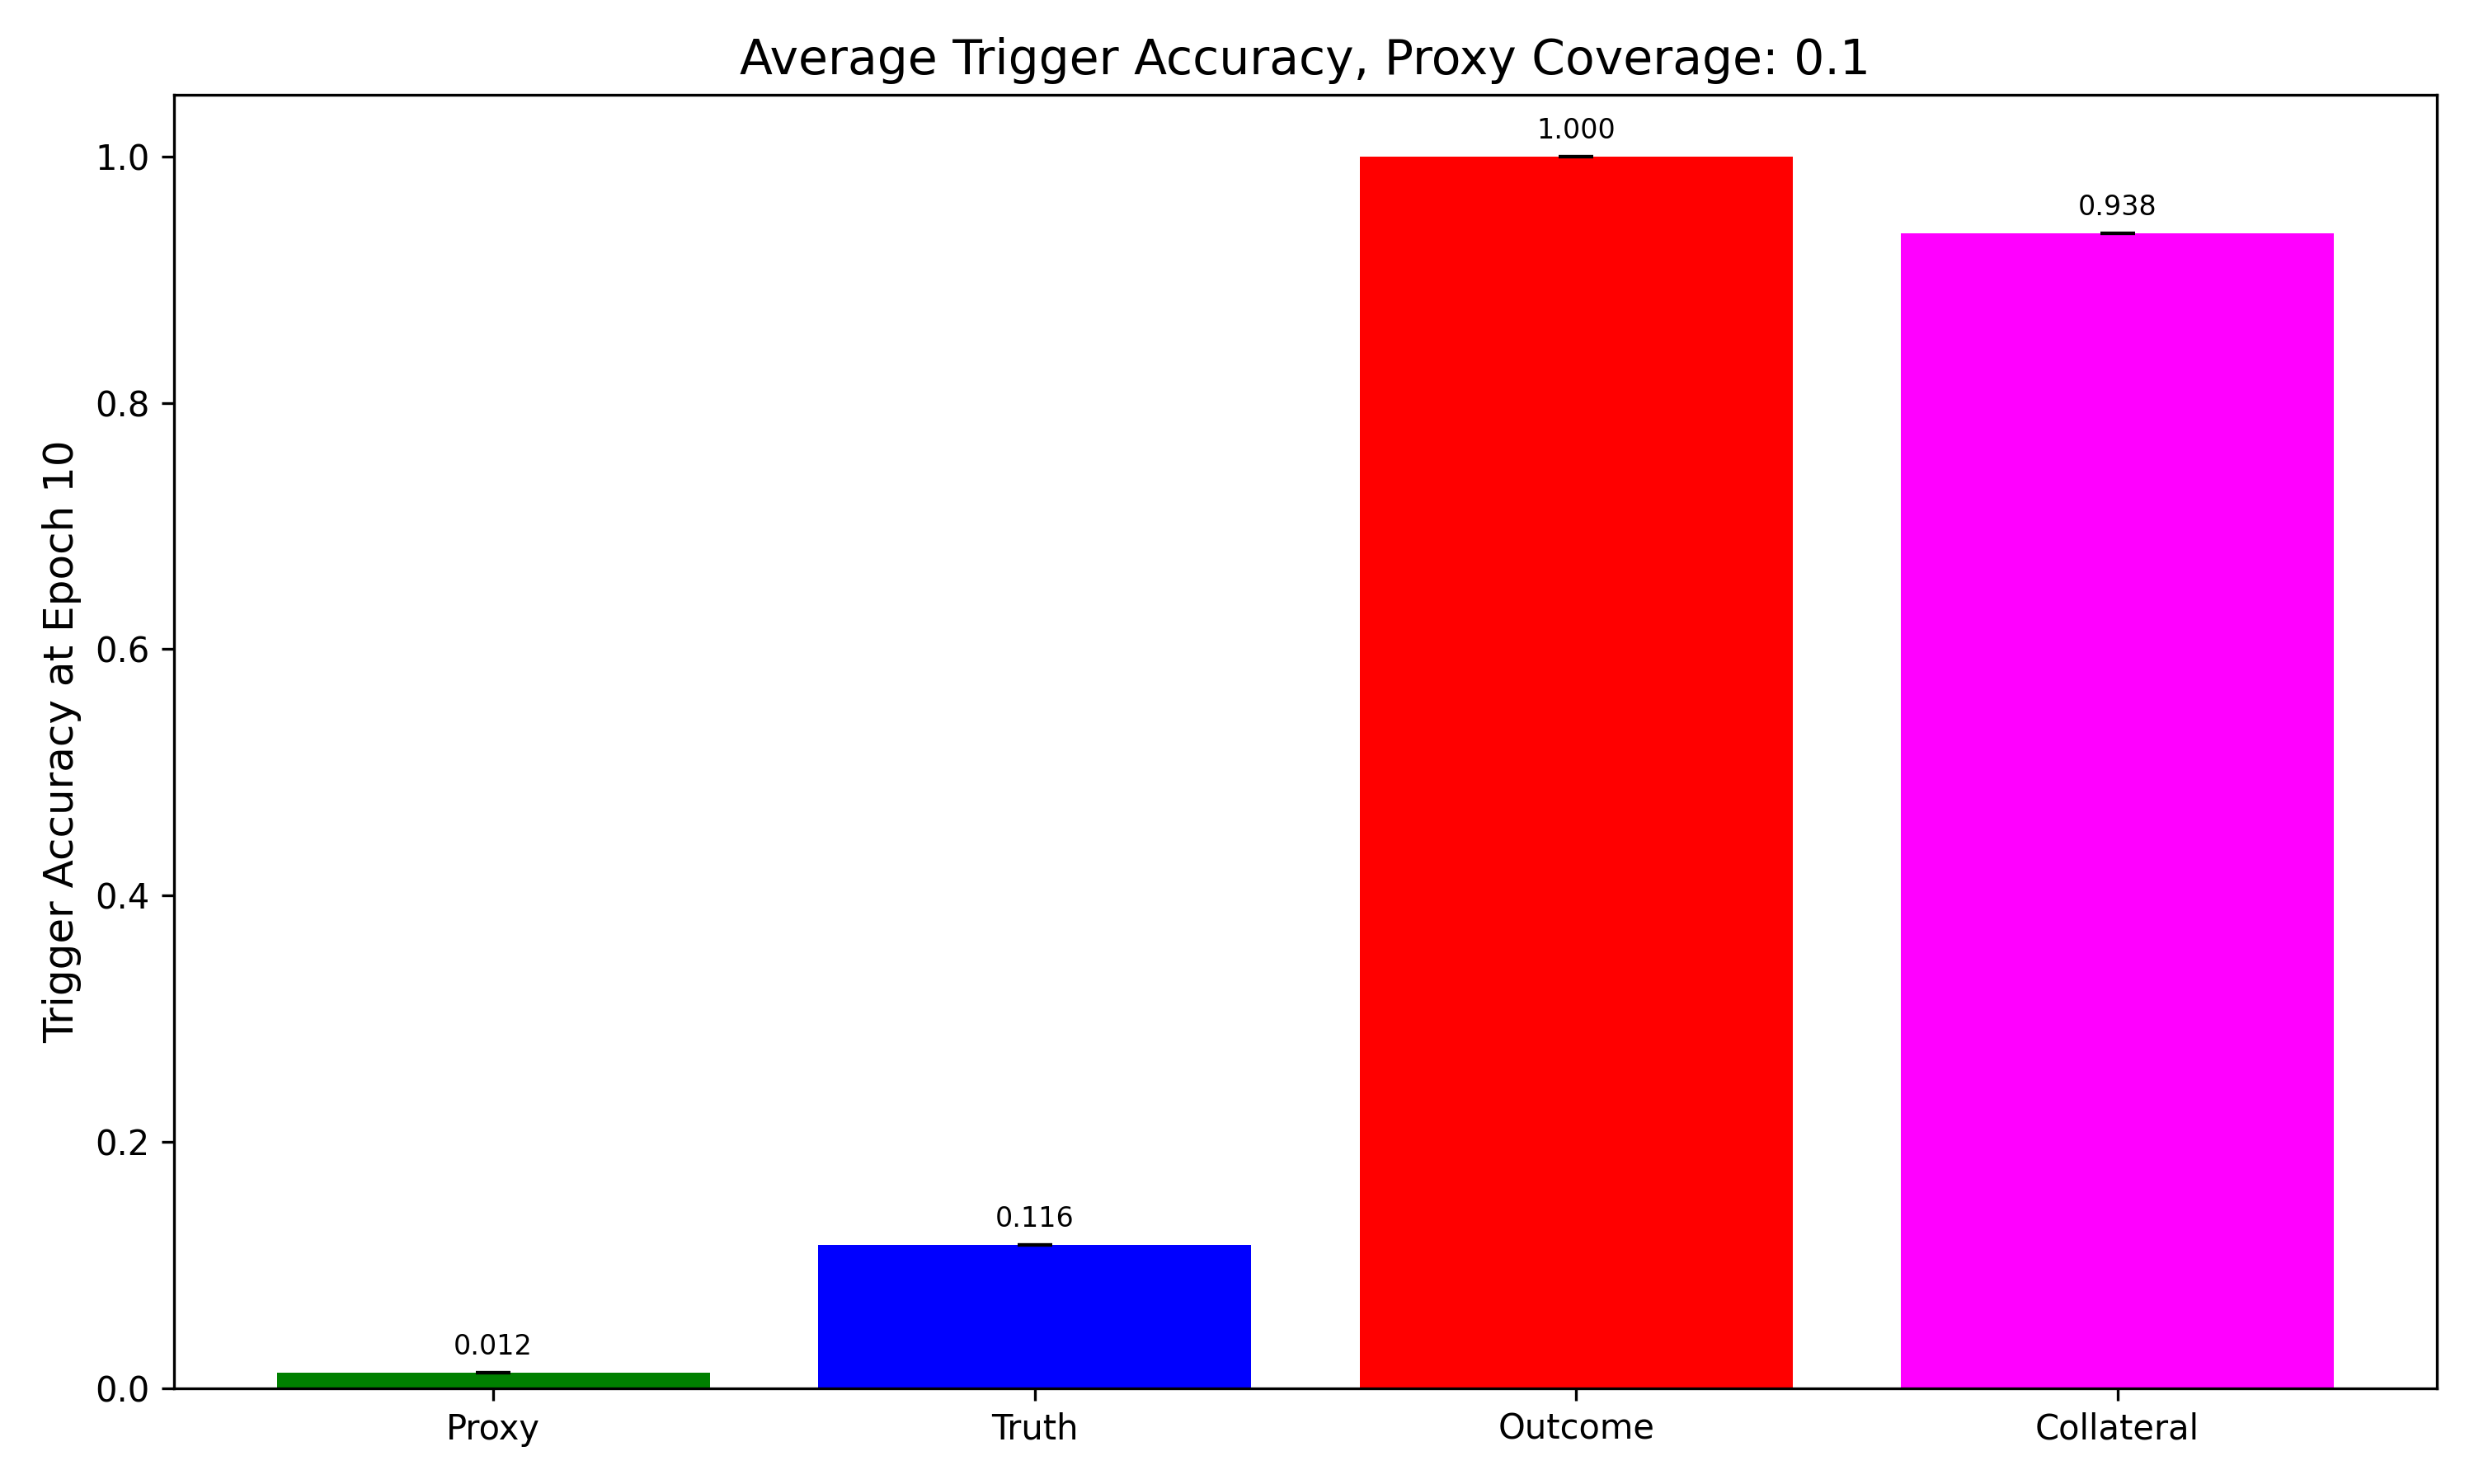 Average Trigger Accuracy, Proxy Coverage: 0.1
Trigger Accuracy at Epoch 10
1.0
0.8
0.6
0.4
0.2
0.0
0.012
0.116
1.000
0.938
Proxy
Truth
Outcome
Collateral